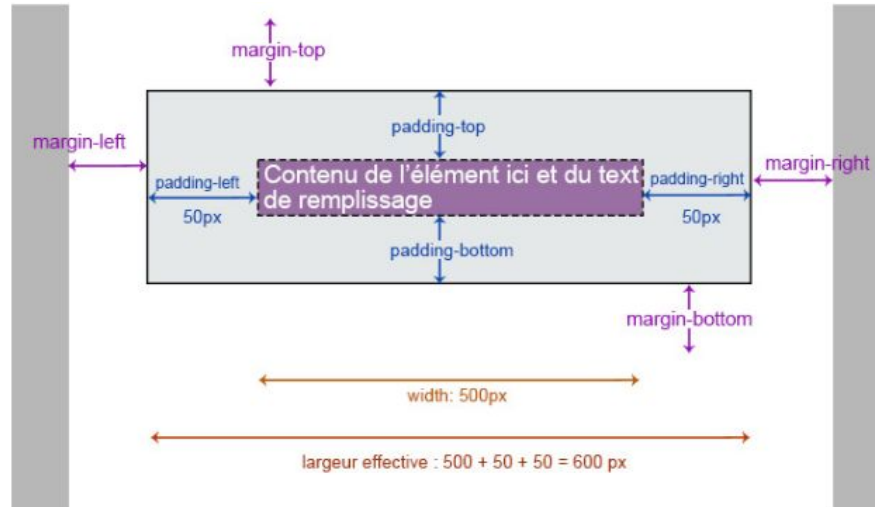 margin-top
padding-top
margin-left
margin-right
padding-left
Contenu de l'élément ici et du text
de remplissage
padding-right
50px
50px
padding-bottom
margin-bottom
width: 500px
largeur effective : 500 + 50 + 50 = 600 px